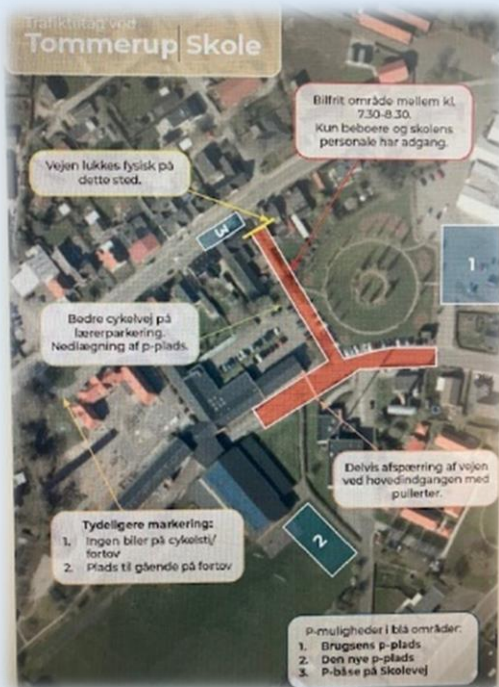 Trafiktiltag ved
Tommerup Skole
Bilfrit område mellem kl.
7.30-8.30.
Kun beboere og skolens
personale har adgang.
Vejen lukkes fysisk på
dette sted.
3
1
Bedre cykelvej på
lærerparkering.
Nedlægning af p-plads.
Delvis afspærring af vejen
ved hovedindgangen med
pullerter.
Tydeligere markering:
1. Ingen biler på cykelsti/
fortov
2. Plads til gående på fortov
2
P-muligheder i blå områder:
1. Brugsens p-plads
2. Den nye p-plads
3. P-båse på Skolevej